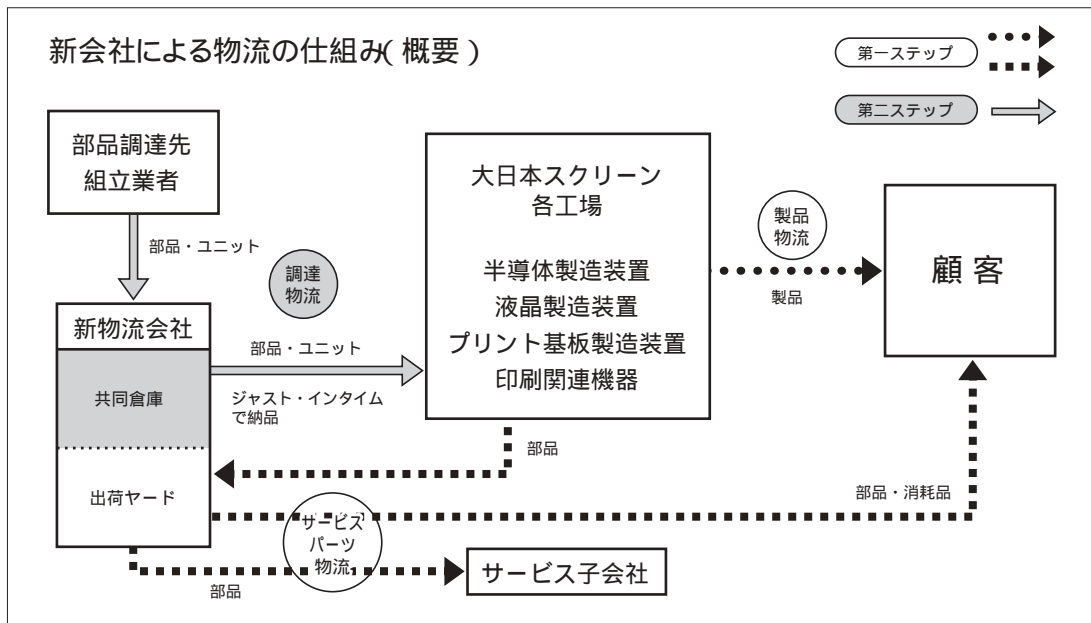 新会社による物流の仕組み(概要)
第一ステップ
第二ステップ
部品調達先
組立業者
部品・ユニット
調達
物流
新物流会社
共同倉庫
出荷ヤード
部品・ユニット
ジャスト・インタイム
で納品
大日本スクリーン
各工場
半導体製造装置
液晶製造装置
プリント基板製造装置
印刷関連機器
製品
物流
製品
顧客
部品
部品・消耗品
サービス
パーツ
物流
部品
サービス子会社